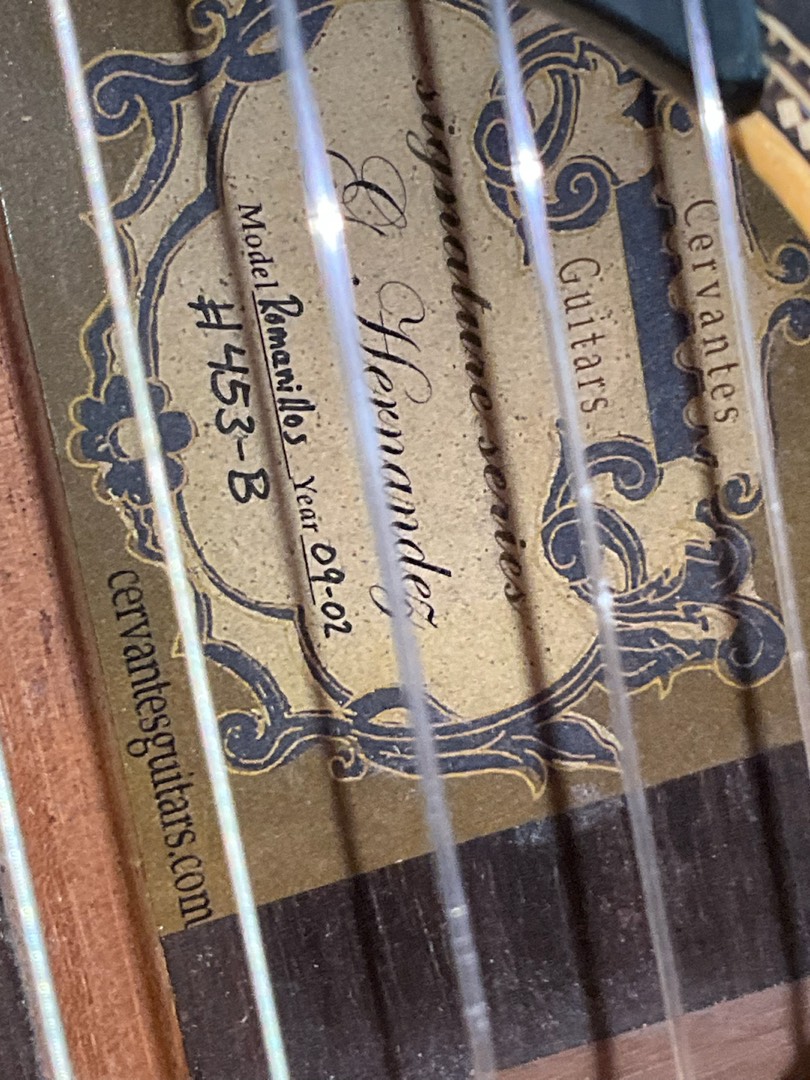 Cervantes
Guitars
signature series
G. Hernandez
Model Romanillos Year 09-02
#453-B
cervantesguitars.com